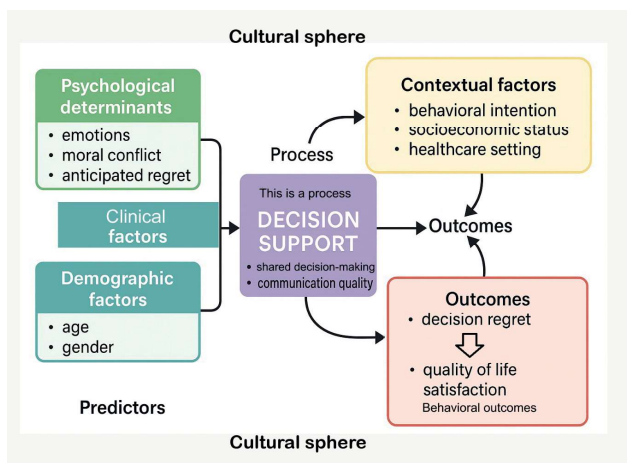 Cultural sphere
Psychological
determinants
• emotions
• moral conflict
• anticipated regret
Clinical
factors
Demographic
factors
• age
• gender
Predictors
Process
This is a process
DECISION
SUPPORT
• shared decision-making
• communication quality
Contextual factors
• behavioral intention
• socioeconomic status
• healthcare setting
Outcomes
Outcomes
• decision regret
• quality of life
satisfaction
Behavioral outcomes
Cultural sphere